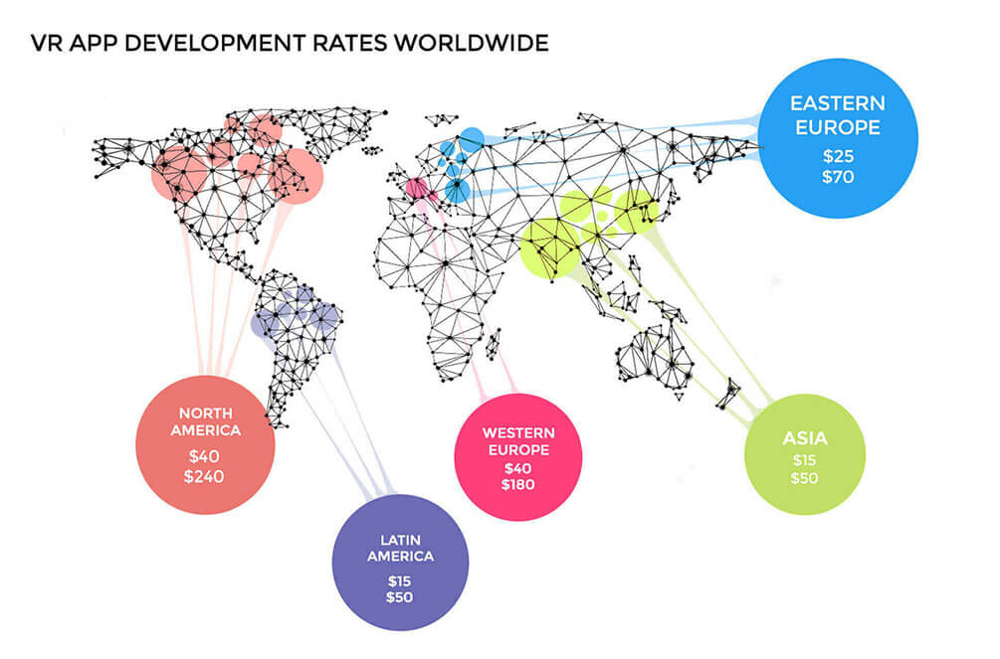 VR APP DEVELOPMENT RATES WORLDWIDE
EASTERN
EUROPE
$25
$70
NORTH
AMERICA
$40
$240
WESTERN
EUROPE
$40
$180
ASIA
$15
$50
LATIN
AMERICA
$15
$50